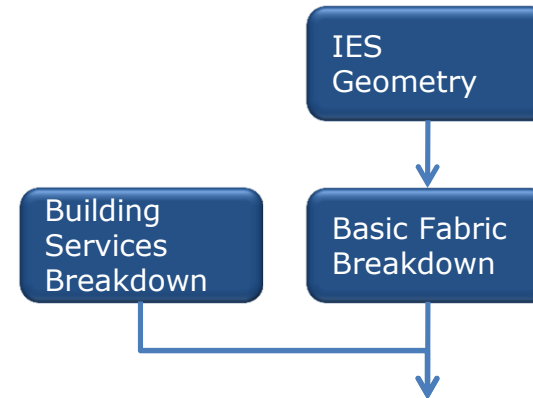 IES
Geometry
Building
Services
Breakdown
Basic Fabric
Breakdown